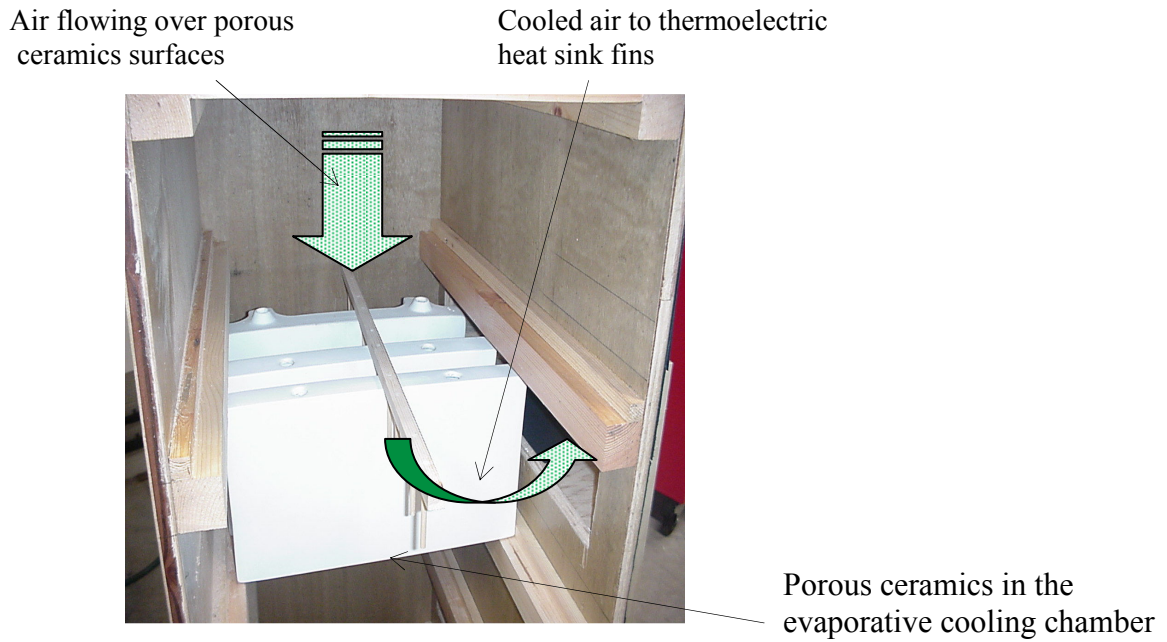 Air flowing over porous
ceramics surfaces
Cooled air to thermoelectric
heat sink fins
Porous ceramics in the
evaporative cooling chamber